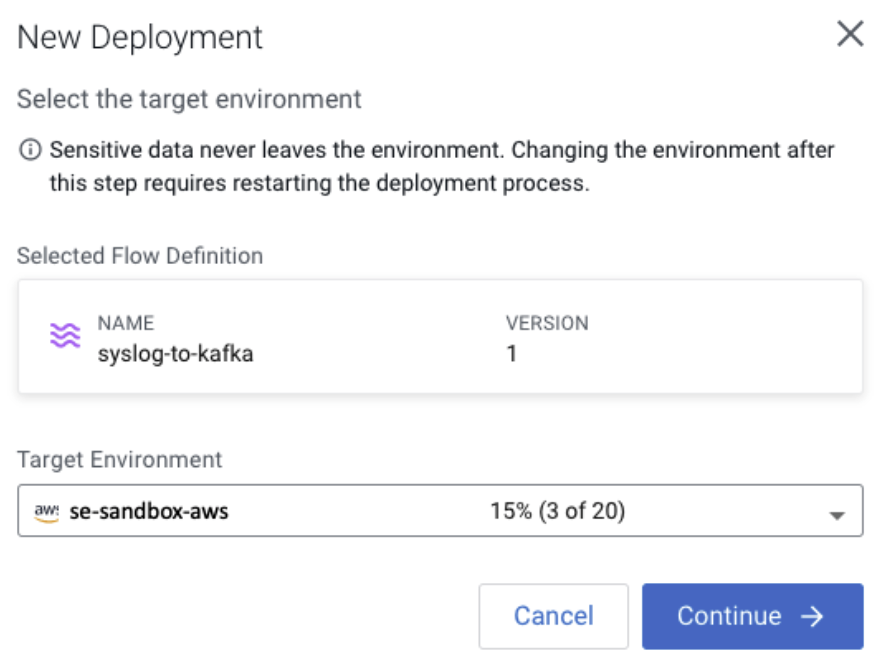 New Deployment
Select the target environment
Sensitive data never leaves the environment. Changing the environment after
this step requires restarting the deployment process.
Selected Flow Definition
NAME VERSION
syslog-to-kafka 1
Target Environment
aws se-sandbox-aws 15% (3 of 20)
Cancel Continue →